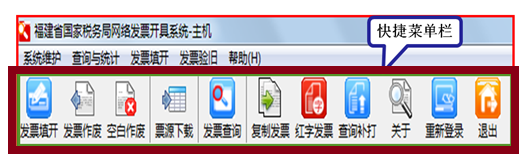 福建省国家税务局网络发票开具系统-主机
快捷菜单栏
系统维护 查询与统计 发票填开 发票验旧 帮助(H)
发票填开 发票作废 空白作废 票源下载 发票查询 复制发票 红字发票 查询补打 关于 重新登录 退出